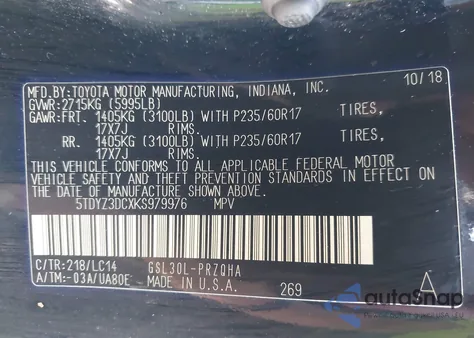 MFD.BY:TOYOTA MOTOR MANUFACTURING, INDIANA, INC. 10/18
GVWR:2715KG (5995LB)
GAWR:FRT. 1405KG (3100LB) WITH P235/60R17 TIRES,
17X7J RIMS.
RR. 1405KG (3100LB) WITH P235/60R17 TIRES,
17X7J RIMS.
THIS VEHICLE CONFORMS TO ALL APPLICABLE FEDERAL MOTOR
VEHICLE SAFETY AND THEFT PREVENTION STANDARDS IN EFFECT ON
THE DATE OF MANUFACTURE SHOWN ABOVE.
5TDYZ3DCXKS979976 MPV
C/TR:218/LC14 GSL30L-PRZQHA
A/TM:-03A/UA80E MADE IN U.S.A. 269 A
autoSnap